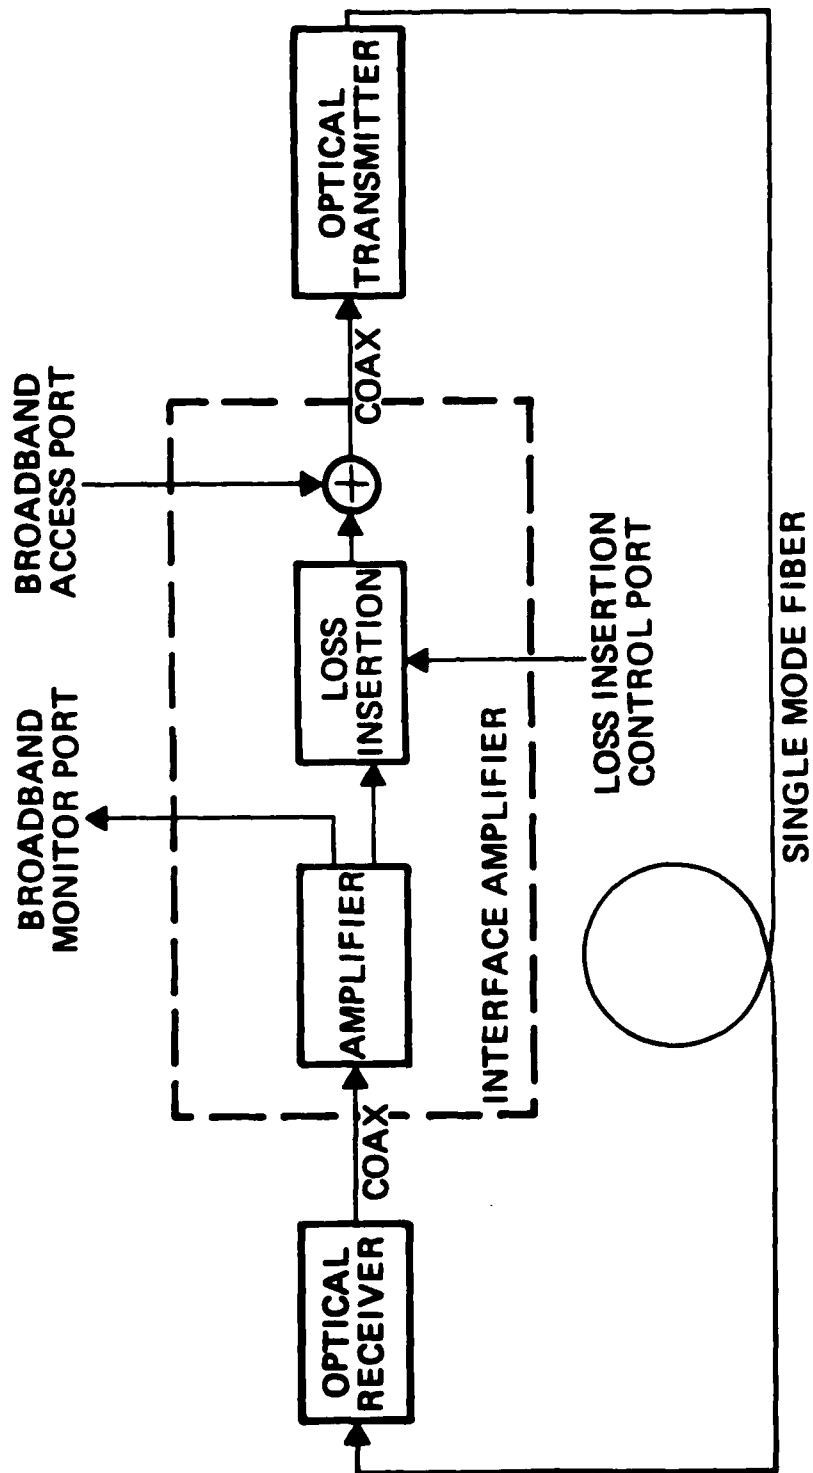 BROADBAND
MONITOR PORT
BROADBAND
ACCESS PORT
OPTICAL
RECEIVER
COAX
AMPLIFIER
LOSS
INSERTION
COAX
OPTICAL
TRANSMITTER
INTERFACE AMPLIFIER
LOSS INSERTION
CONTROL PORT
SINGLE MODE FIBER